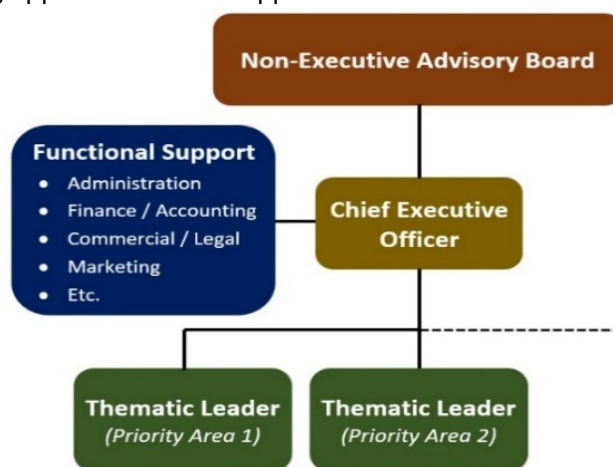 Non-Executive Advisory Board
Functional Support
• Administration
• Finance / Accounting
• Commercial / Legal
• Marketing
• Etc.
Chief Executive
Officer
Thematic Leader
(Priority Area 1)
Thematic Leader
(Priority Area 2)